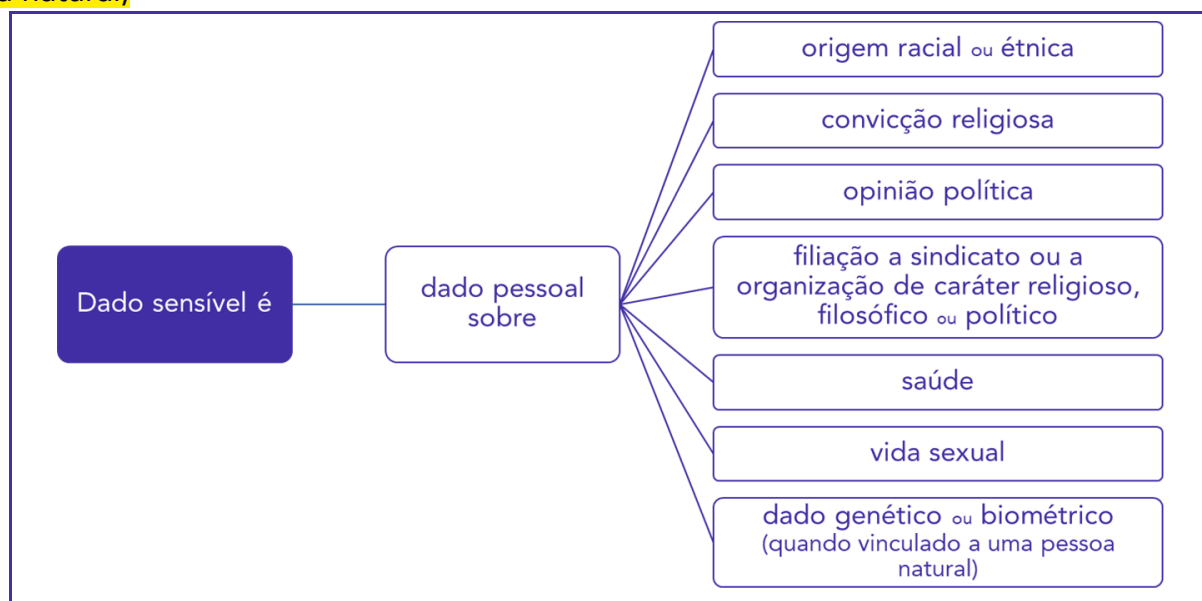 natural)
origem racial ou étnica
convicção religiosa
opinião política
filiação a sindicato ou a
organização de caráter religioso,
filosófico ou político
Dado sensível é
dado pessoal
sobre
saúde
vida sexual
dado genético ou biométrico
(quando vinculado a uma pessoa
natural)